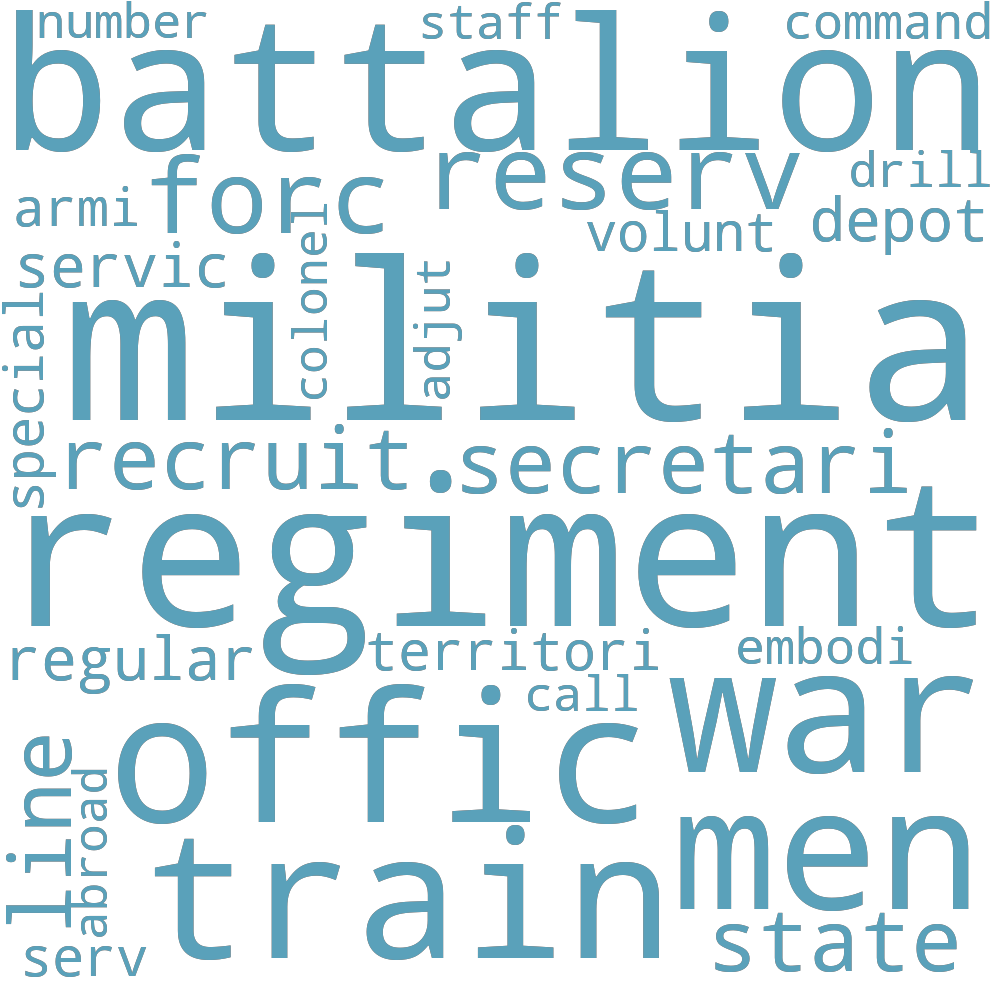 number
staff
command
battalion
reserv
drill
armi
forc
volunt
depot
servic
colonel
adjut
militia
special
recruit
secretari
regiment
regular
territori
embodi
call
war
offic
line
abroad
men
train
state
serv